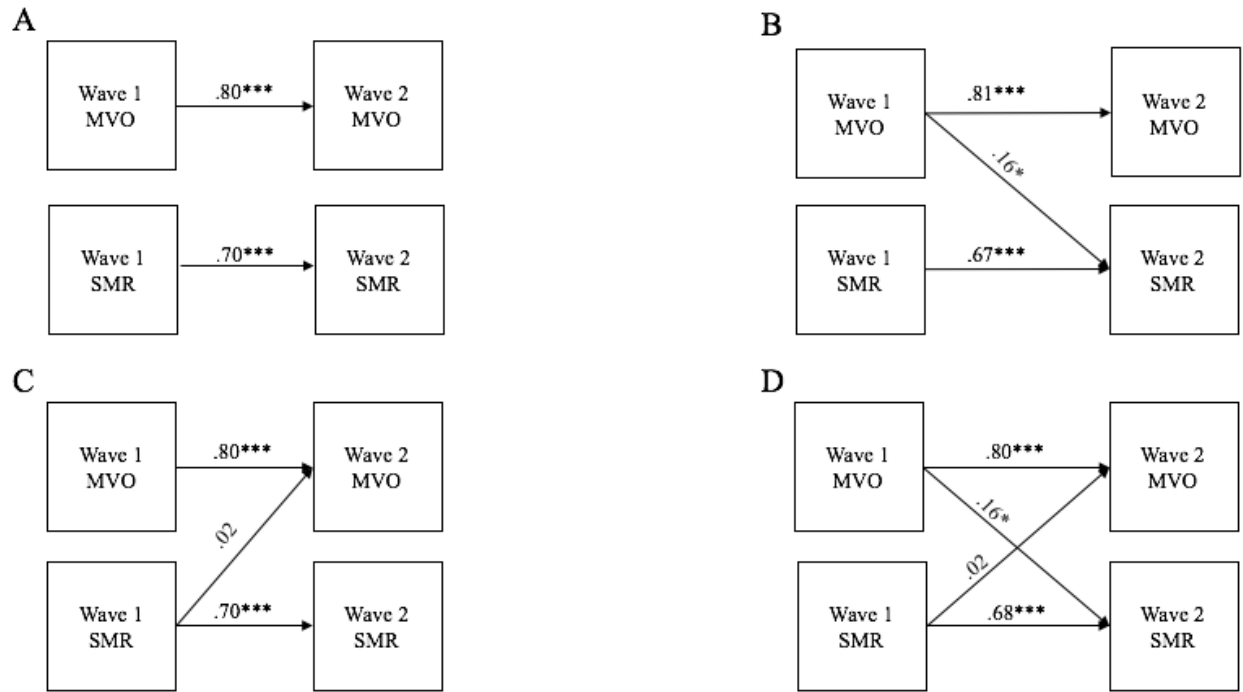 A
Wave 1
MVO
.80***
Wave 2
MVO
Wave 1
SMR
.70***
Wave 2
SMR
B
Wave 1
MVO
.81***
Wave 2
MVO
.16*
Wave 1
SMR
.67***
Wave 2
SMR
C
Wave 1
MVO
.80***
Wave 2
MVO
.02
Wave 1
SMR
.70***
Wave 2
SMR
D
Wave 1
MVO
.80***
Wave 2
MVO
.16*
.02
Wave 1
SMR
.68***
Wave 2
SMR